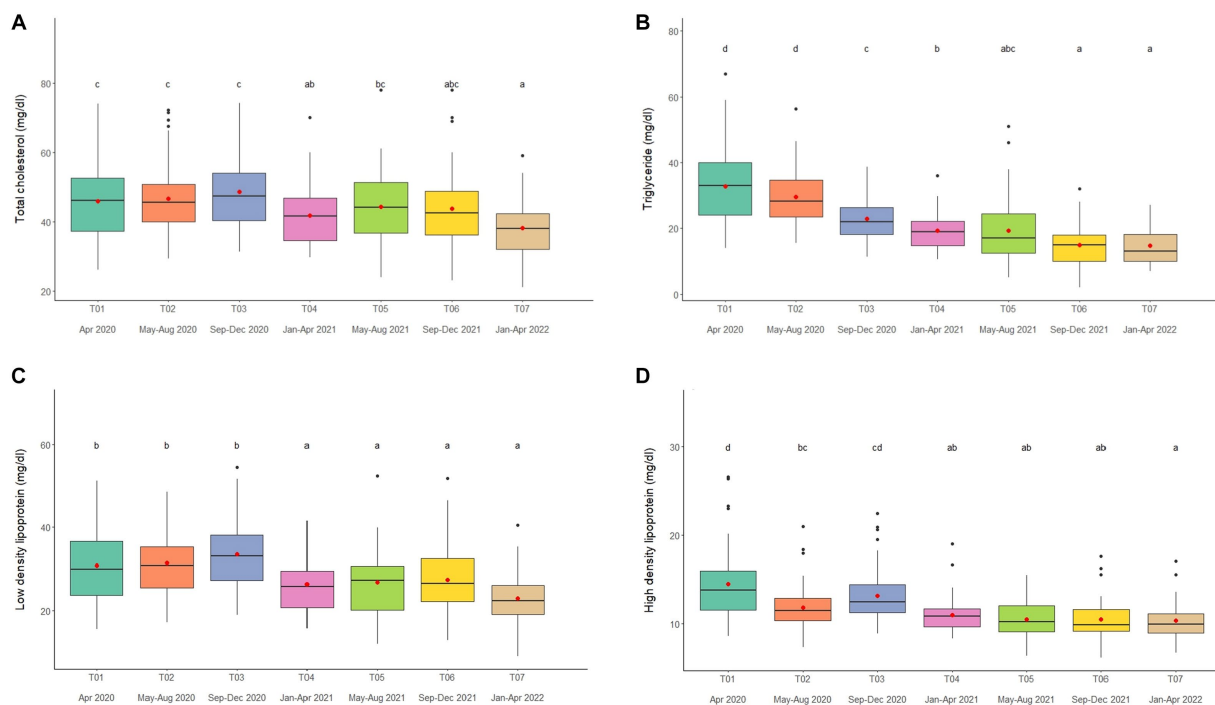 A
Total cholesterol (mg/dl)
80
60
40
20
c c c ab bc abc a
T01 T02 T03 T04 T05 T06 T07
Apr 2020 May-Aug 2020 Sep-Dec 2020 Jan-Apr 2021 May-Aug 2021 Sep-Dec 2021 Jan-Apr 2022
B
Triglyceride (mg/dl)
80
60
40
20
0
d d c b abc a a
T01 T02 T03 T04 T05 T06 T07
Apr 2020 May-Aug 2020 Sep-Dec 2020 Jan-Apr 2021 May-Aug 2021 Sep-Dec 2021 Jan-Apr 2022
C
Low density lipoprotein (mg/dl)
60
40
20
b b b a a a a
T01 T02 T03 T04 T05 T06 T07
Apr 2020 May-Aug 2020 Sep-Dec 2020 Jan-Apr 2021 May-Aug 2021 Sep-Dec 2021 Jan-Apr 2022
D
High density lipoprotein (mg/dl)
30
20
10
d bc cd ab ab ab a
T01 T02 T03 T04 T05 T06 T07
Apr 2020 May-Aug 2020 Sep-Dec 2020 Jan-Apr 2021 May-Aug 2021 Sep-Dec 2021 Jan-Apr 2022